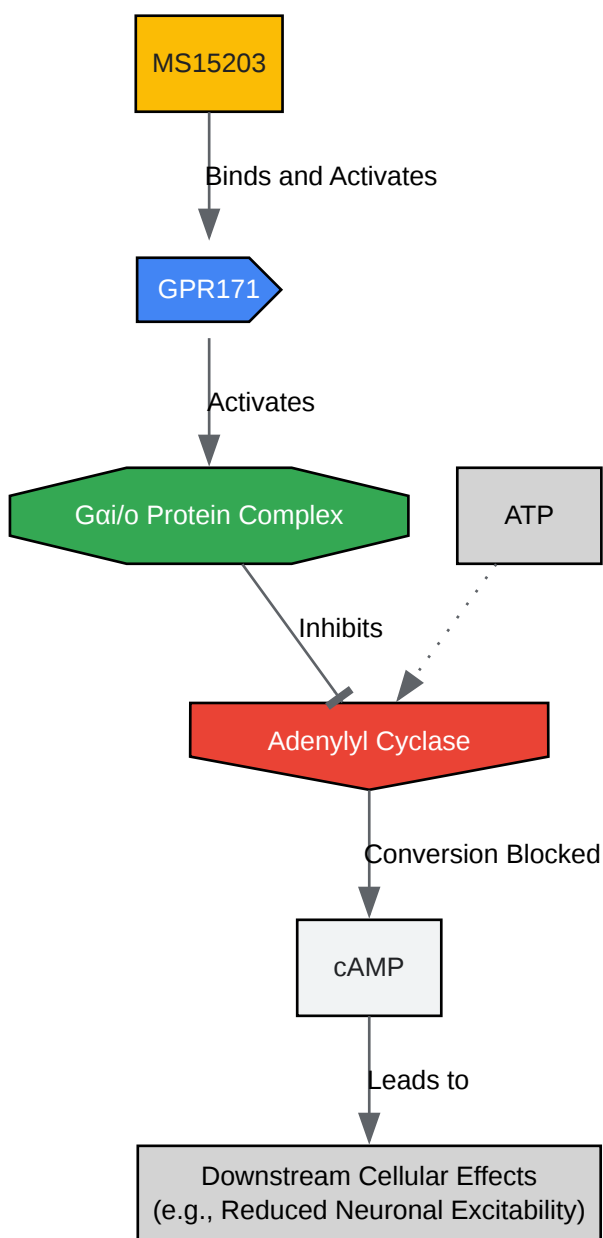 MS15203
Binds and Activates
GPR171
Activates
Gαi/o Protein Complex
ATP
Inhibits
Adenylyl Cyclase
Conversion Blocked
cAMP
Leads to
Downstream Cellular Effects
(e.g., Reduced Neuronal Excitability)